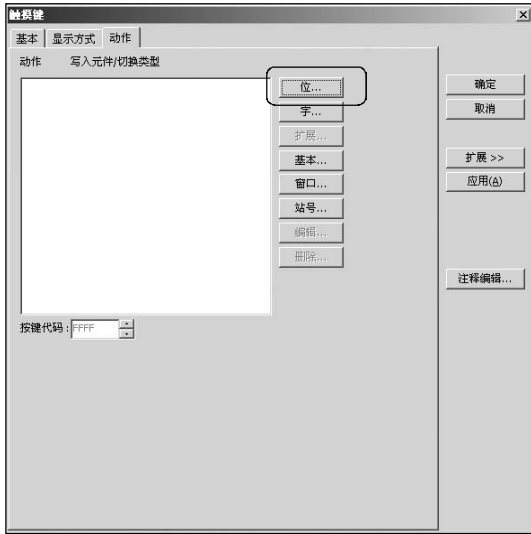 触摸键
基本 显示方式 动作
动作 写入元件/切换类型
位...
字...
扩展...
基本...
窗口...
站号...
编辑...
删除...
确定
取消
扩展 >>
应用(A)
注释编辑...
按键代码: FFFF